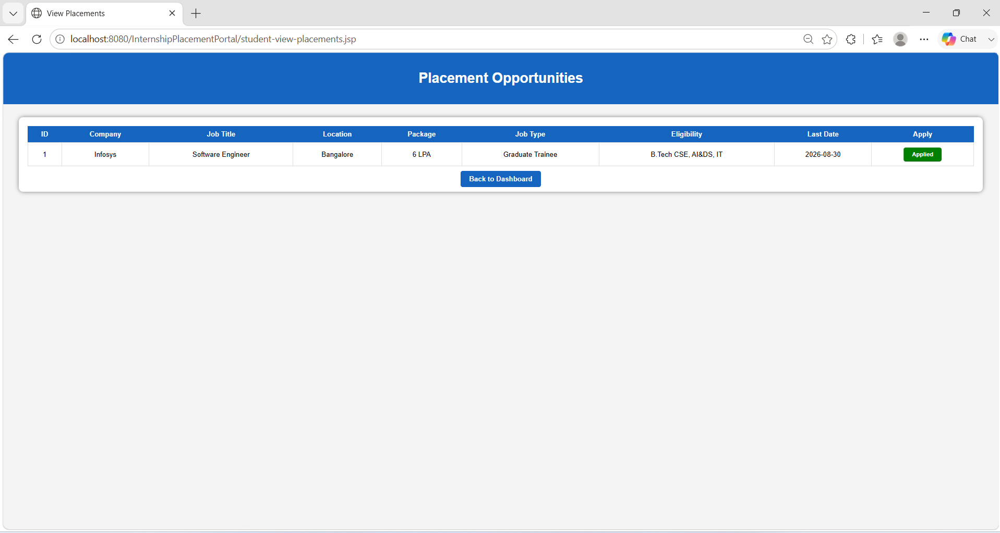 View Placements
localhost:8080/InternshipPlacementPortal/student-view-placements.jsp
Chat
Placement Opportunities
ID Company Job Title Location Package Job Type Eligibility Last Date Apply
1 Infosys Software Engineer Bangalore 6 LPA Graduate Trainee B.Tech CSE, AI&DS, IT 2026-08-30 Applied
Back to Dashboard